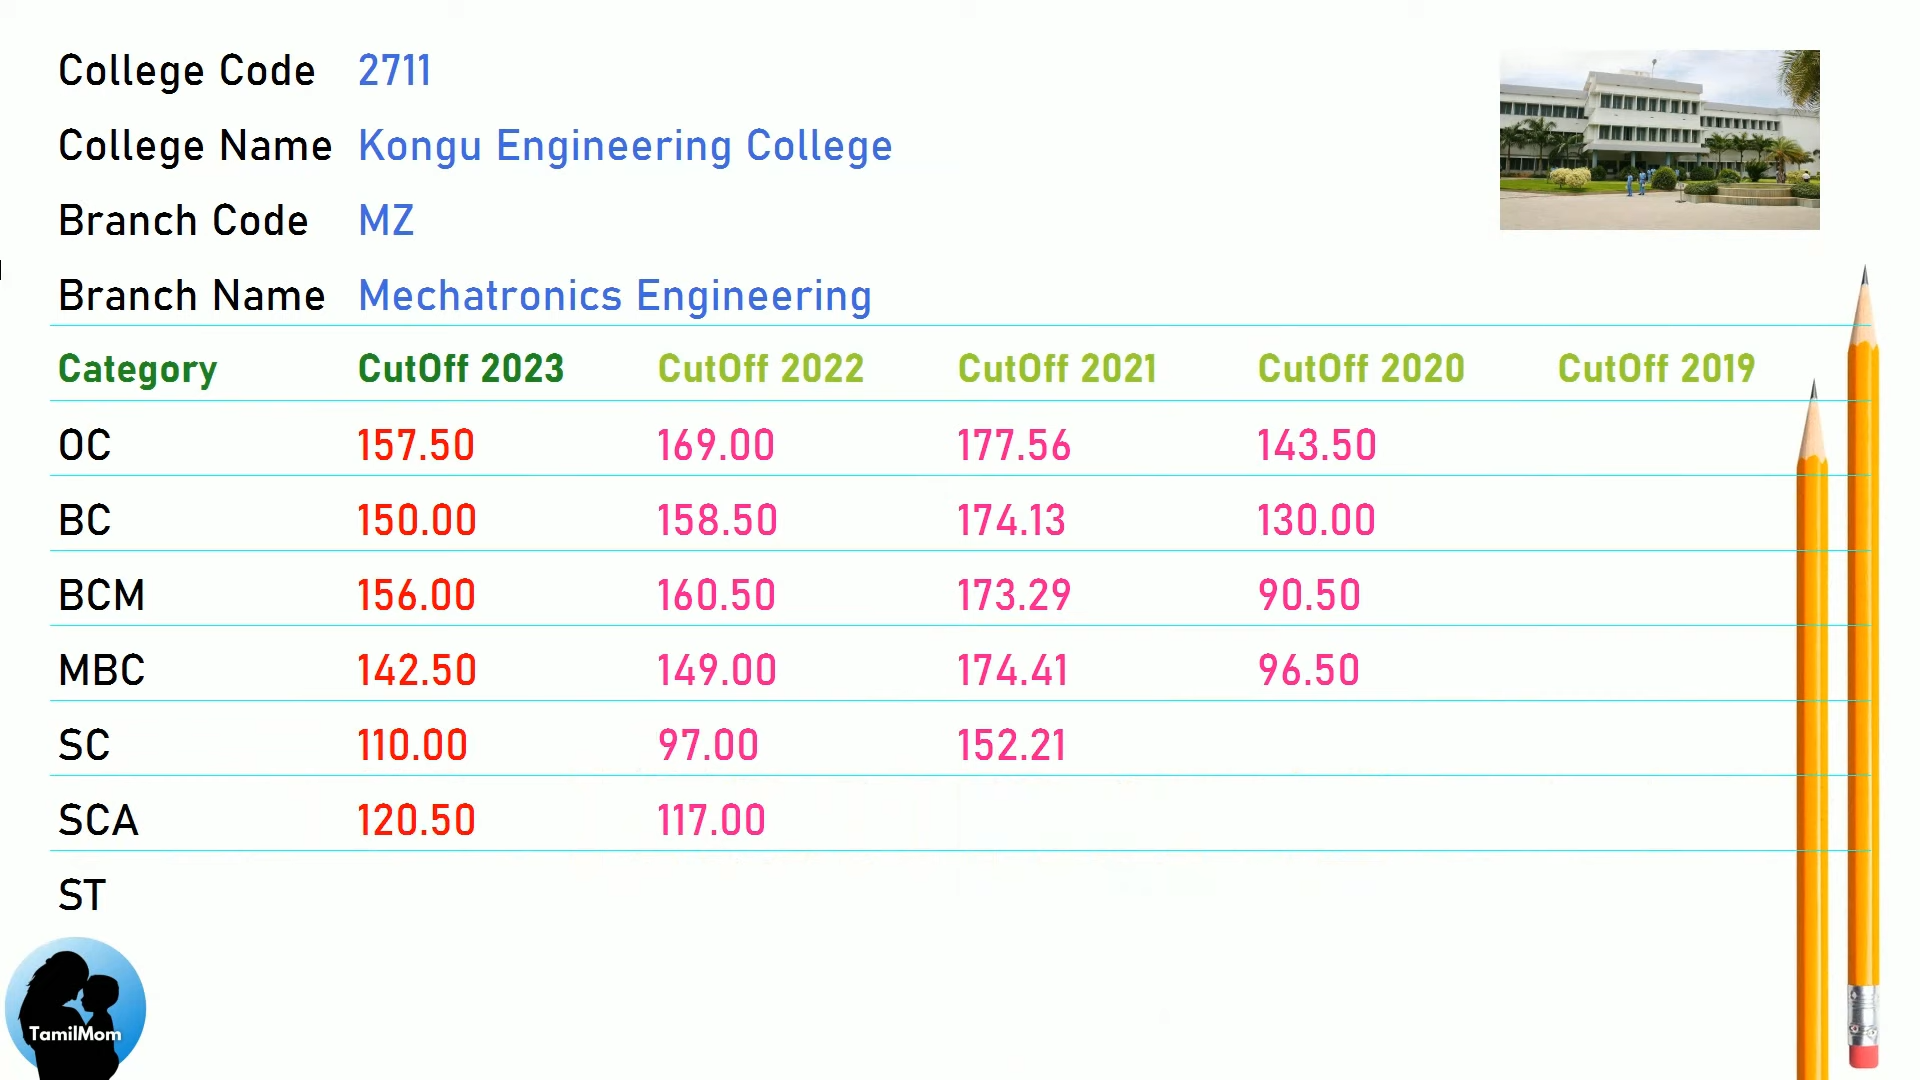 College Code 2711
College Name Kongu Engineering College
Branch Code MZ
Branch Name Mechatronics Engineering
Category CutOff 2023 CutOff 2022 CutOff 2021 CutOff 2020 CutOff 2019
OC 157.50 169.00 177.56 143.50
BC 150.00 158.50 174.13 130.00
BCM 156.00 160.50 173.29 90.50
MBC 142.50 149.00 174.41 96.50
SC 110.00 97.00 152.21
SCA 120.50 117.00
ST
TamilMom